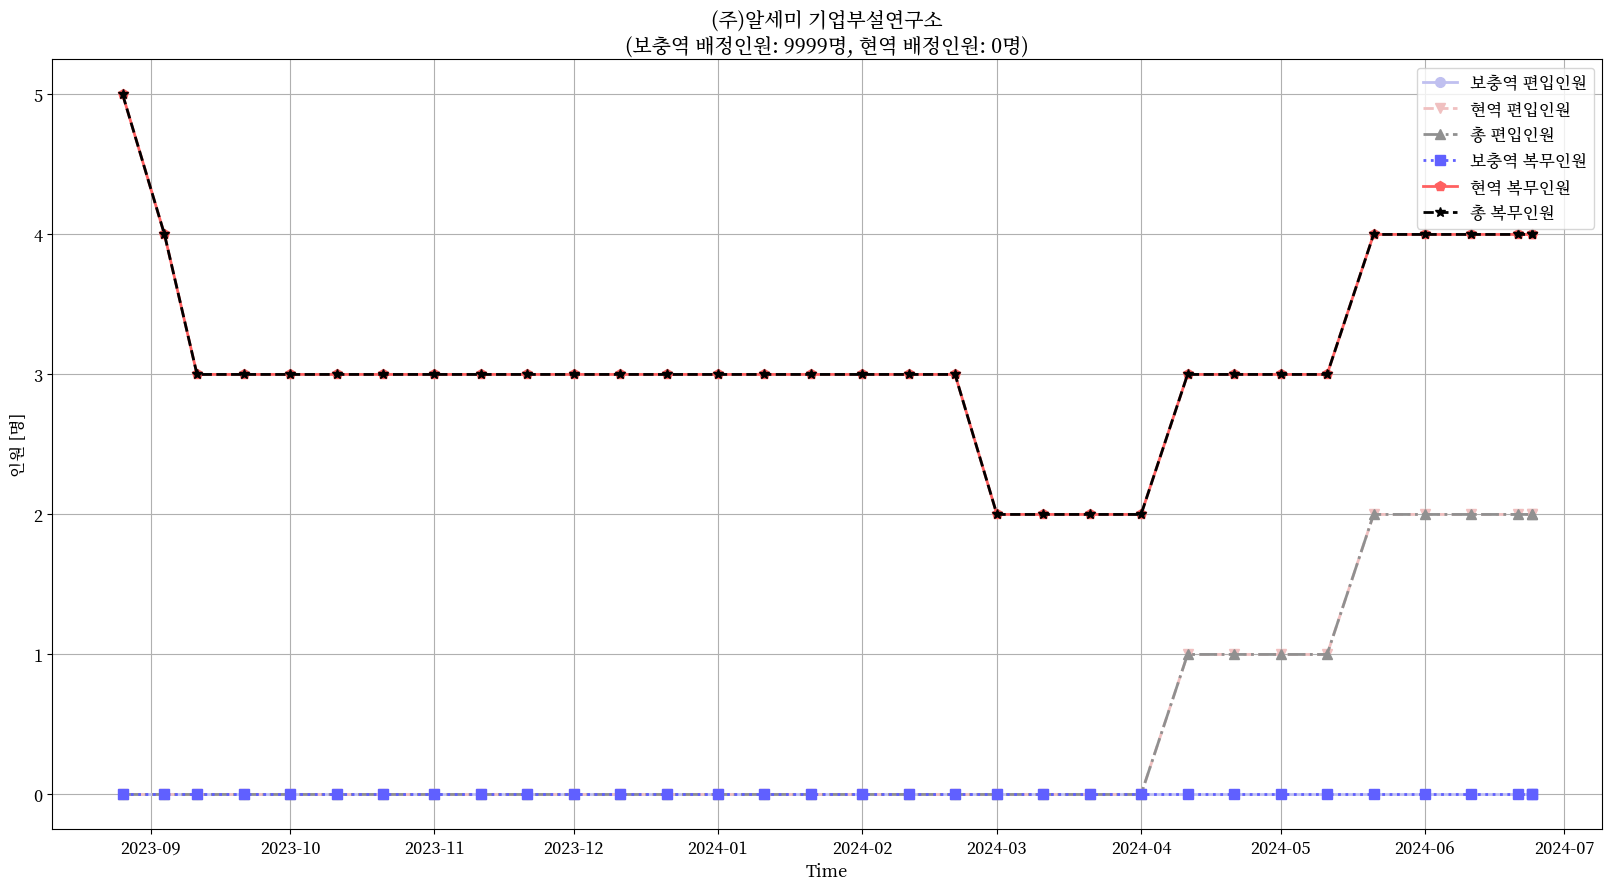 (주)알세미 기업부설연구소
(보충역 배정인원: 9999명, 현역 배정인원: 0명)
보충역 편입인원
현역 편입인원
총 편입인원
보충역 복무인원
현역 복무인원
총 복무인원
인원 [명]
5
4
3
2
1
0
2023-09
2023-10
2023-11
2023-12
2024-01
2024-02
2024-03
2024-04
2024-05
2024-06
2024-07
Time